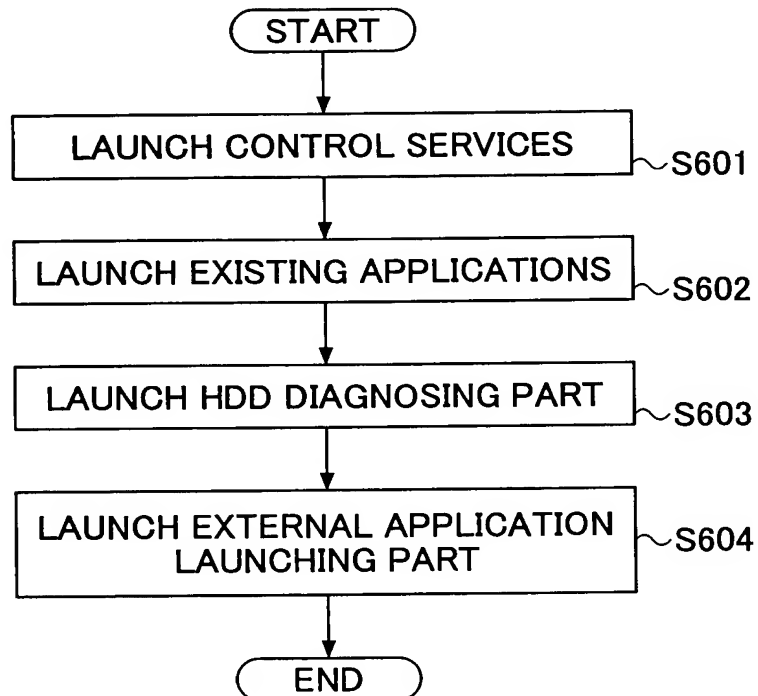 START
LAUNCH CONTROL SERVICES
S601
LAUNCH EXISTING APPLICATIONS
S602
LAUNCH HDD DIAGNOSING PART
S603
LAUNCH EXTERNAL APPLICATION
LAUNCHING PART
S604
END